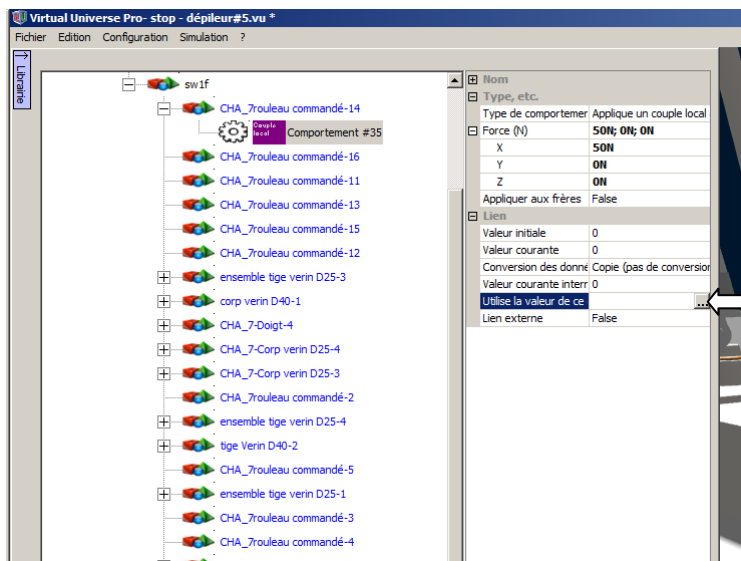 Virtual Universe Pro- stop - dépileur#5.vu *
Fichier Edition Configuration Simulation ?
Librairie
sw1f
CHA_7rouleau commandé-14
Couple
local
Comportement #35
CHA_7rouleau commandé-16
CHA_7rouleau commandé-11
CHA_7rouleau commandé-13
CHA_7rouleau commandé-15
CHA_7rouleau commandé-12
ensemble tige verin D25-3
corp verin D40-1
CHA_7-Doigt-4
CHA_7-Corp verin D25-4
CHA_7-Corp verin D25-3
CHA_7rouleau commandé-2
ensemble tige verin D25-4
tige Verin D40-2
CHA_7rouleau commandé-5
ensemble tige verin D25-1
CHA_7rouleau commandé-3
CHA_7rouleau commandé-4
Nom
Type, etc.
Type de comportemer Applique un couple local
Force (N) 50N; 0N; 0N
X 50N
Y 0N
Z 0N
Appliquer aux frères False
Lien
Valeur initiale 0
Valeur courante 0
Conversion des donné Copie (pas de conversior
Valeur courante interr 0
Utilise la valeur de ce ...
Lien externe False